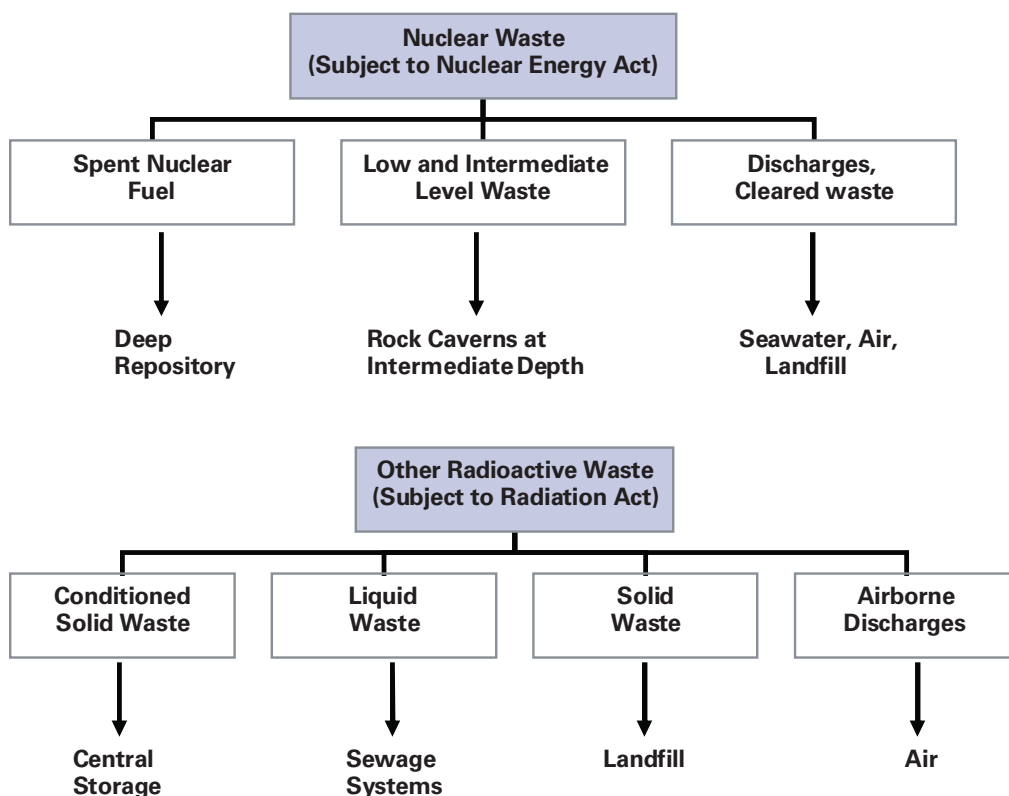 Nuclear Waste
(Subject to Nuclear Energy Act)
Spent Nuclear
Fuel
Low and Intermediate
Level Waste
Discharges,
Cleared waste
Deep
Repository
Rock Caverns at
Intermediate Depth
Seawater, Air,
Landfill
Other Radioactive Waste
(Subject to Radiation Act)
Conditioned
Solid Waste
Liquid
Waste
Solid
Waste
Airborne
Discharges
Central
Storage
Sewage
Systems
Landfill
Air